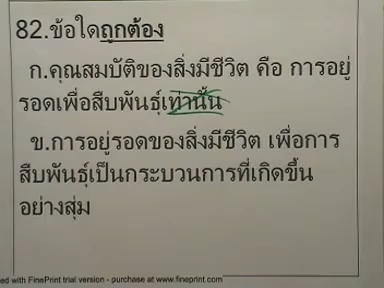 82.ข้อใดถูกต้อง
ก.คุณสมบัติของสิ่งมีชีวิต คือ การอยู่
รอดเพื่อสืบพันธุ์เท่านั้น
ข.การอยู่รอดของสิ่งมีชีวิต เพื่อการ
สืบพันธุ์เป็นกระบวนการที่เกิดขึ้น
อย่างสุ่ม
ed with FinePrint trial version - purchase at www.fineprint.com